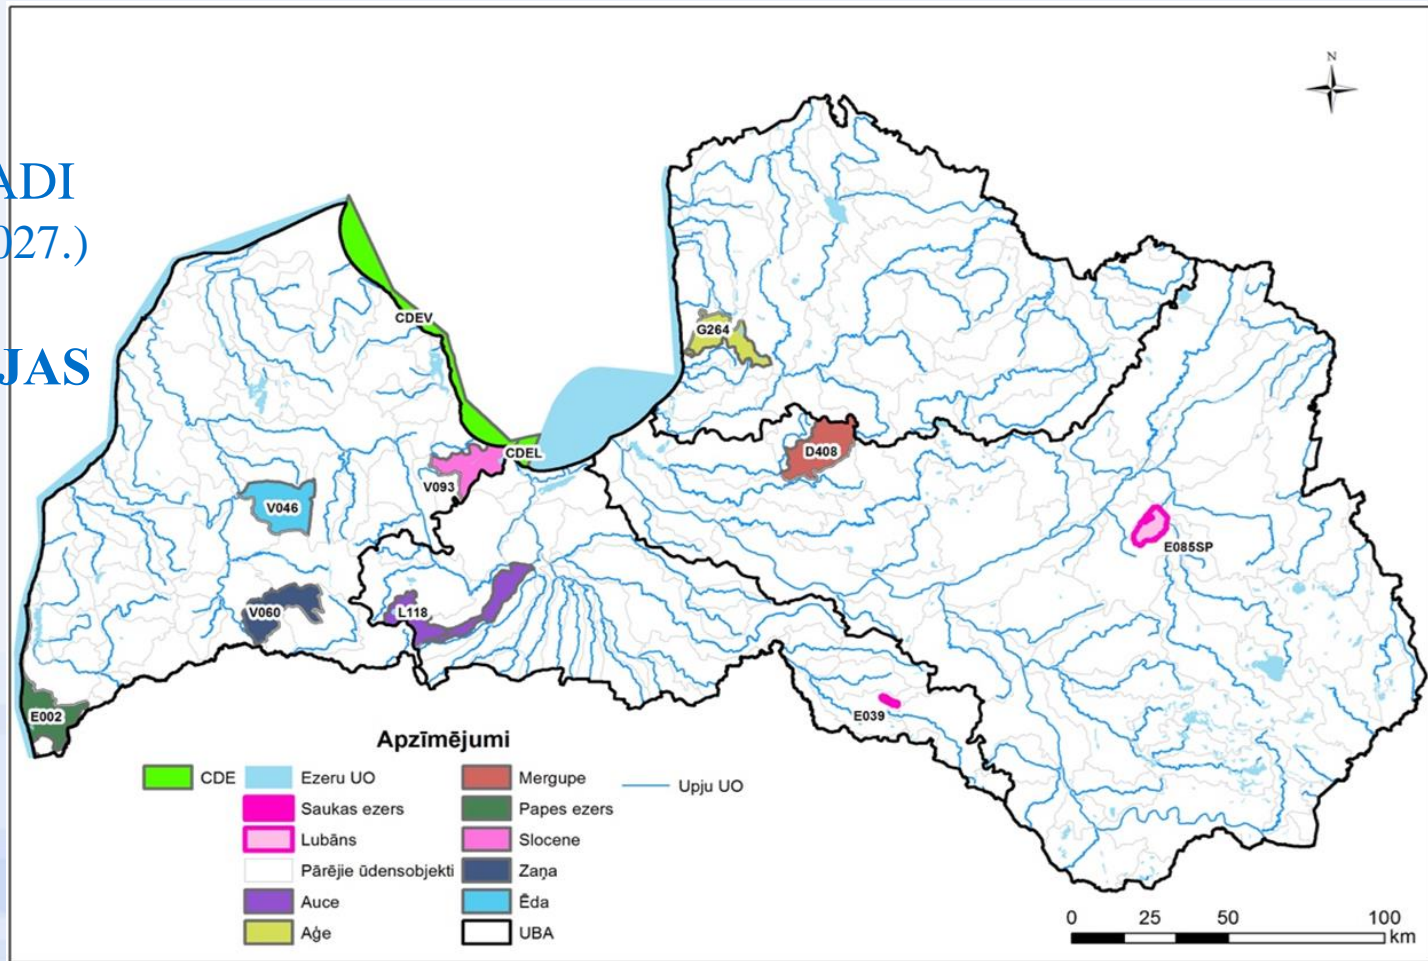 N
ADI
027.)
JAS
CDEV
G264
CDEL
D408
V093
V046
E085SP
V060
L118
E002
E039
Apzīmējumi
CDE
Ezeru UO
Mergupe
Upju UO
Saukas ezers
Papes ezers
Lubāns
Slocene
Pārējie ūdensobjekti
Zaņa
Auce
Ēda
Aģe
UBA
0 25 50 100
km